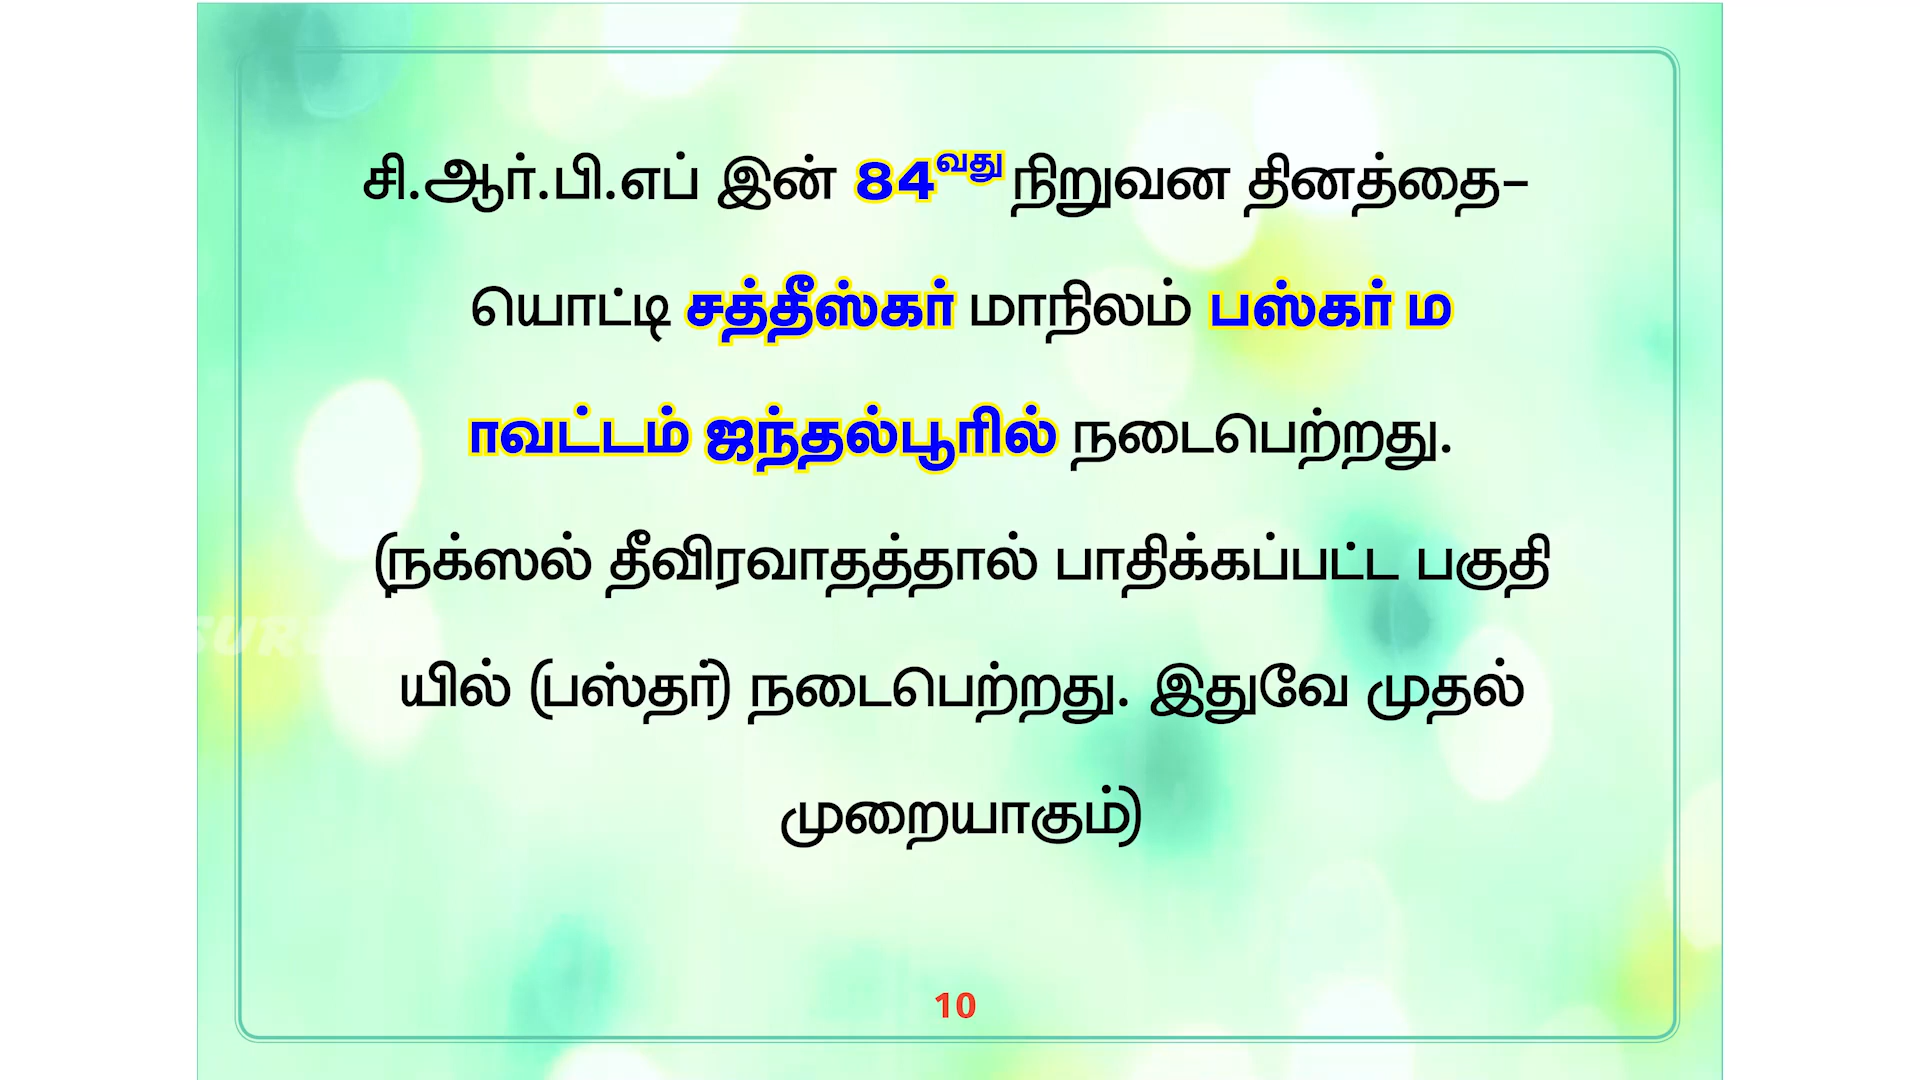 சி.ஆர்.பி.எப் இன் 84வது நிறுவன தினத்தை–
யொட்டி சத்தீஸ்கர் மாநிலம் பஸ்கர் ம
ாவட்டம் ஜந்தல்பூரில் நடைபெற்றது.
(நக்ஸல் தீவிரவாதத்தால் பாதிக்கப்பட்ட பகுதி
யில் (பஸ்தர்) நடைபெற்றது. இதுவே முதல்
முறையாகும்)
10